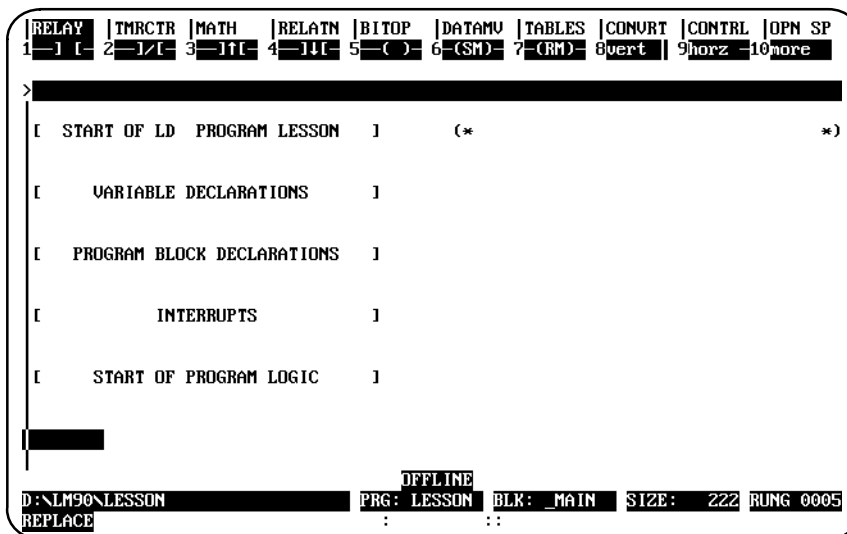 |RELAY |TMRCTR |MATH |RELATN |BITOP |DATAMV |TABLES |CONVRT |CONTRL |OPN SP
1—] [— 2—]/[— 3—]↑[— 4—]↓[— 5—( )— 6—(SM)— 7—(RM)— 8vert | 9horz —10more
>
[ START OF LD PROGRAM LESSON ] (* *)
[ VARIABLE DECLARATIONS ]
[ PROGRAM BLOCK DECLARATIONS ]
[ INTERRUPTS ]
[ START OF PROGRAM LOGIC ]
OFFLINE
D:\LM90\LESSON PRG: LESSON BLK: _MAIN SIZE: 222 RUNG 0005
REPLACE : ::